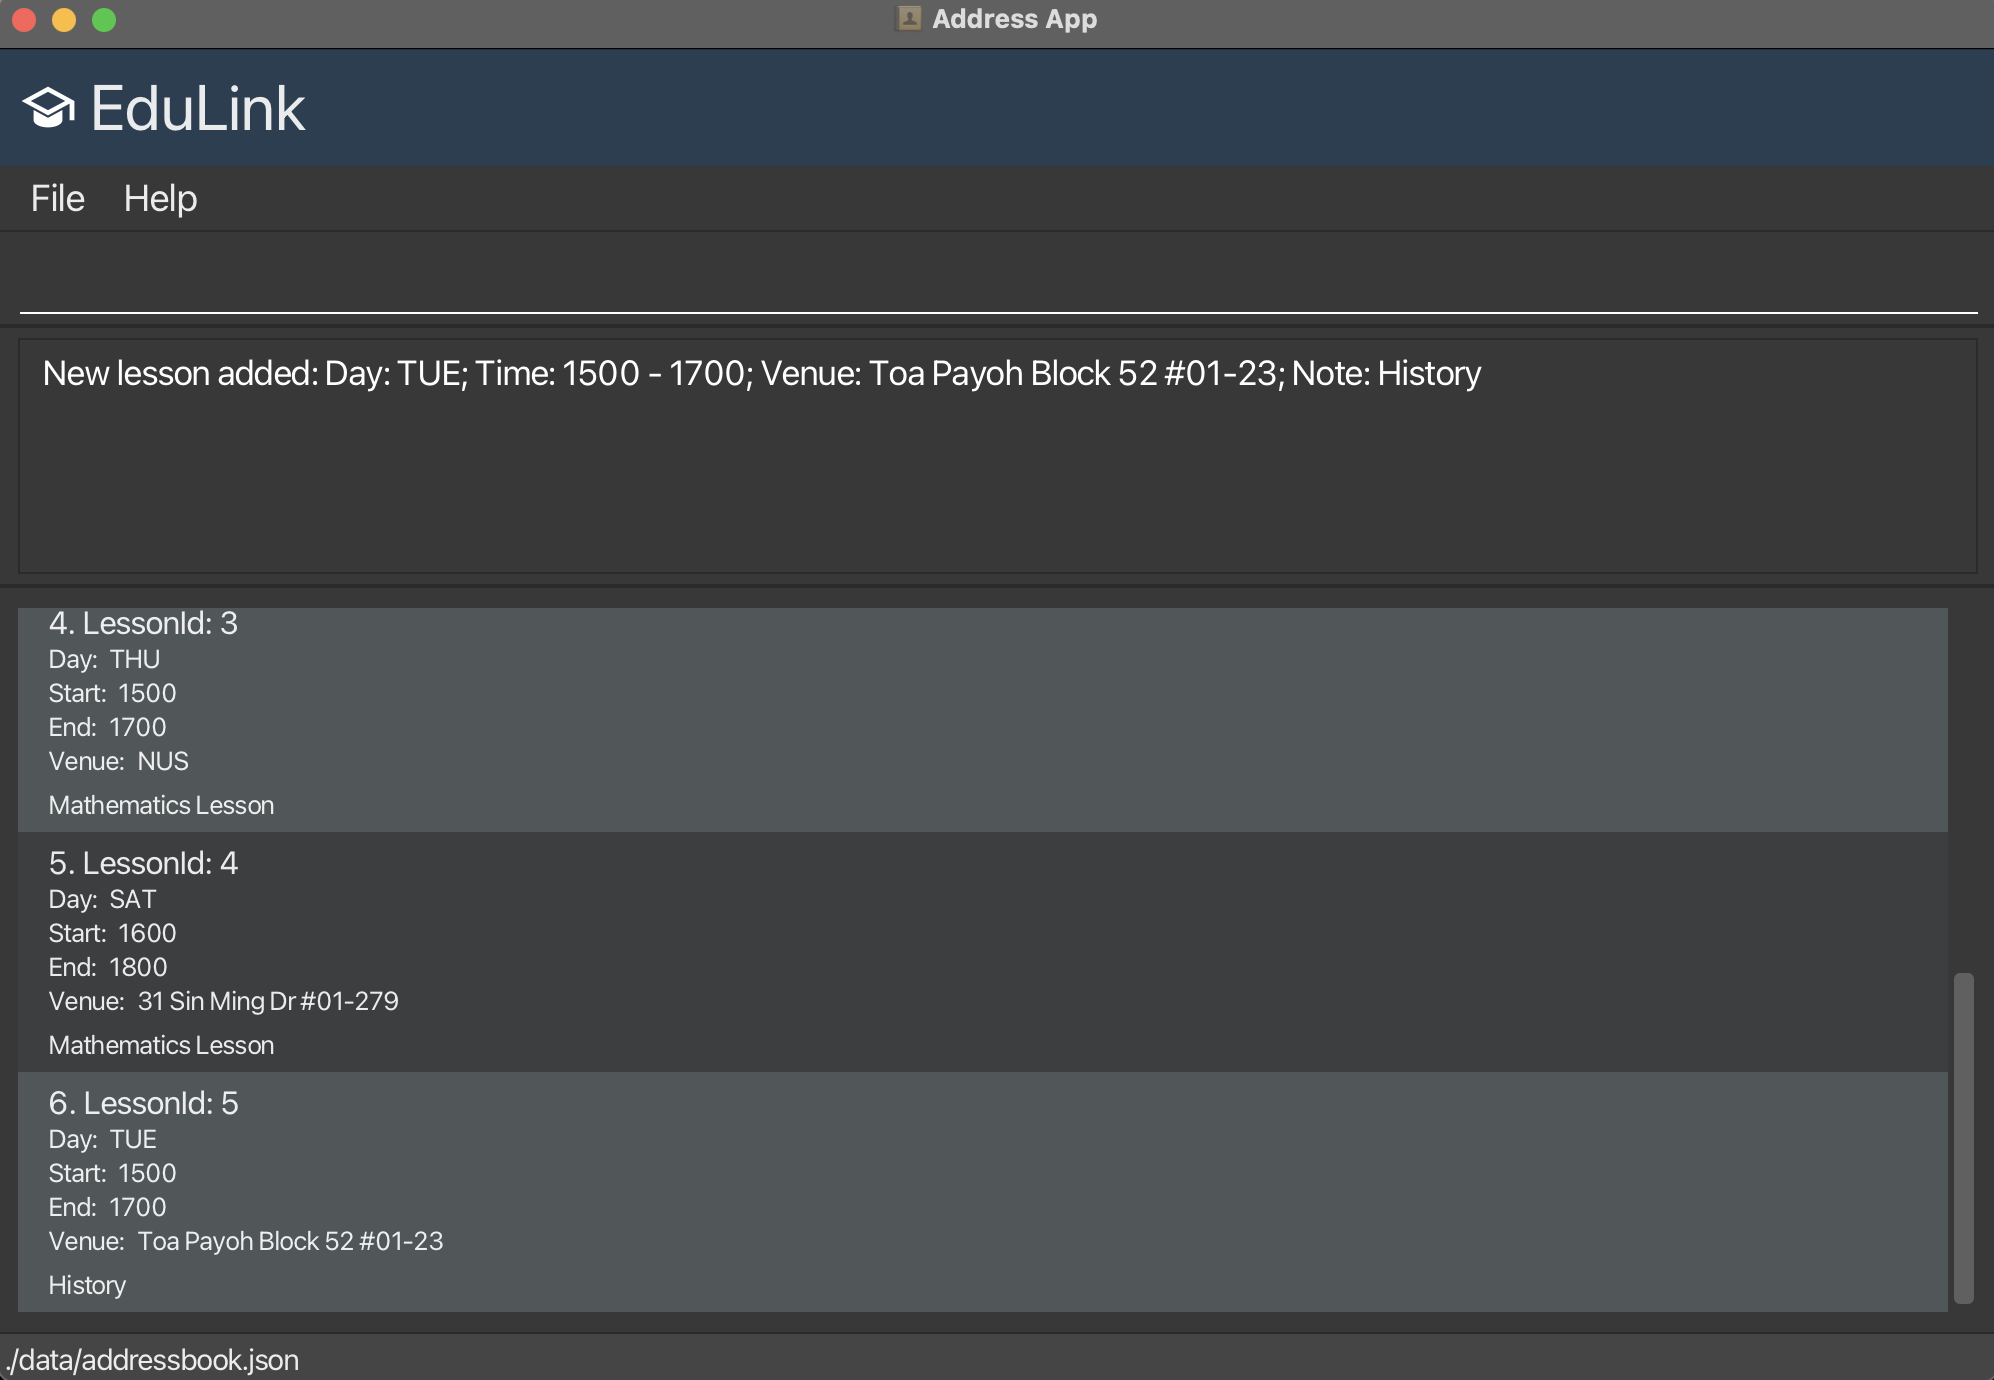 Address App
EduLink
File Help
New lesson added: Day: TUE; Time: 1500 - 1700; Venue: Toa Payoh Block 52 #01-23; Note: History
4. LessonId: 3
Day: THU
Start: 1500
End: 1700
Venue: NUS
Mathematics Lesson
5. LessonId: 4
Day: SAT
Start: 1600
End: 1800
Venue: 31 Sin Ming Dr #01-279
Mathematics Lesson
6. LessonId: 5
Day: TUE
Start: 1500
End: 1700
Venue: Toa Payoh Block 52 #01-23
History
./data/addressbook.json